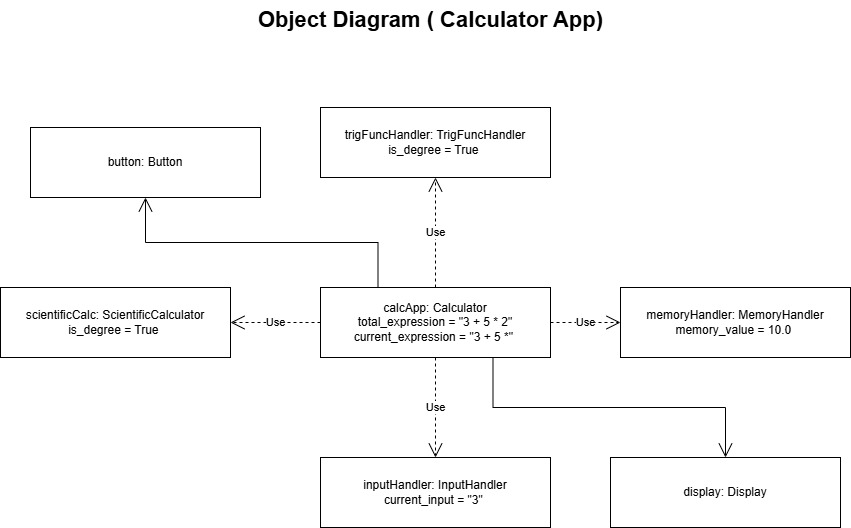 Object Diagram ( Calculator App)
trigFuncHandler: TrigFuncHandler
is_degree = True
button: Button
Use
scientificCalc: ScientificCalculator
is_degree = True
Use
calcApp: Calculator
total_expression = "3 + 5 * 2"
current_expression = "3 + 5 *"
Use
memoryHandler: MemoryHandler
memory_value = 10.0
Use
inputHandler: InputHandler
current_input = "3"
display: Display